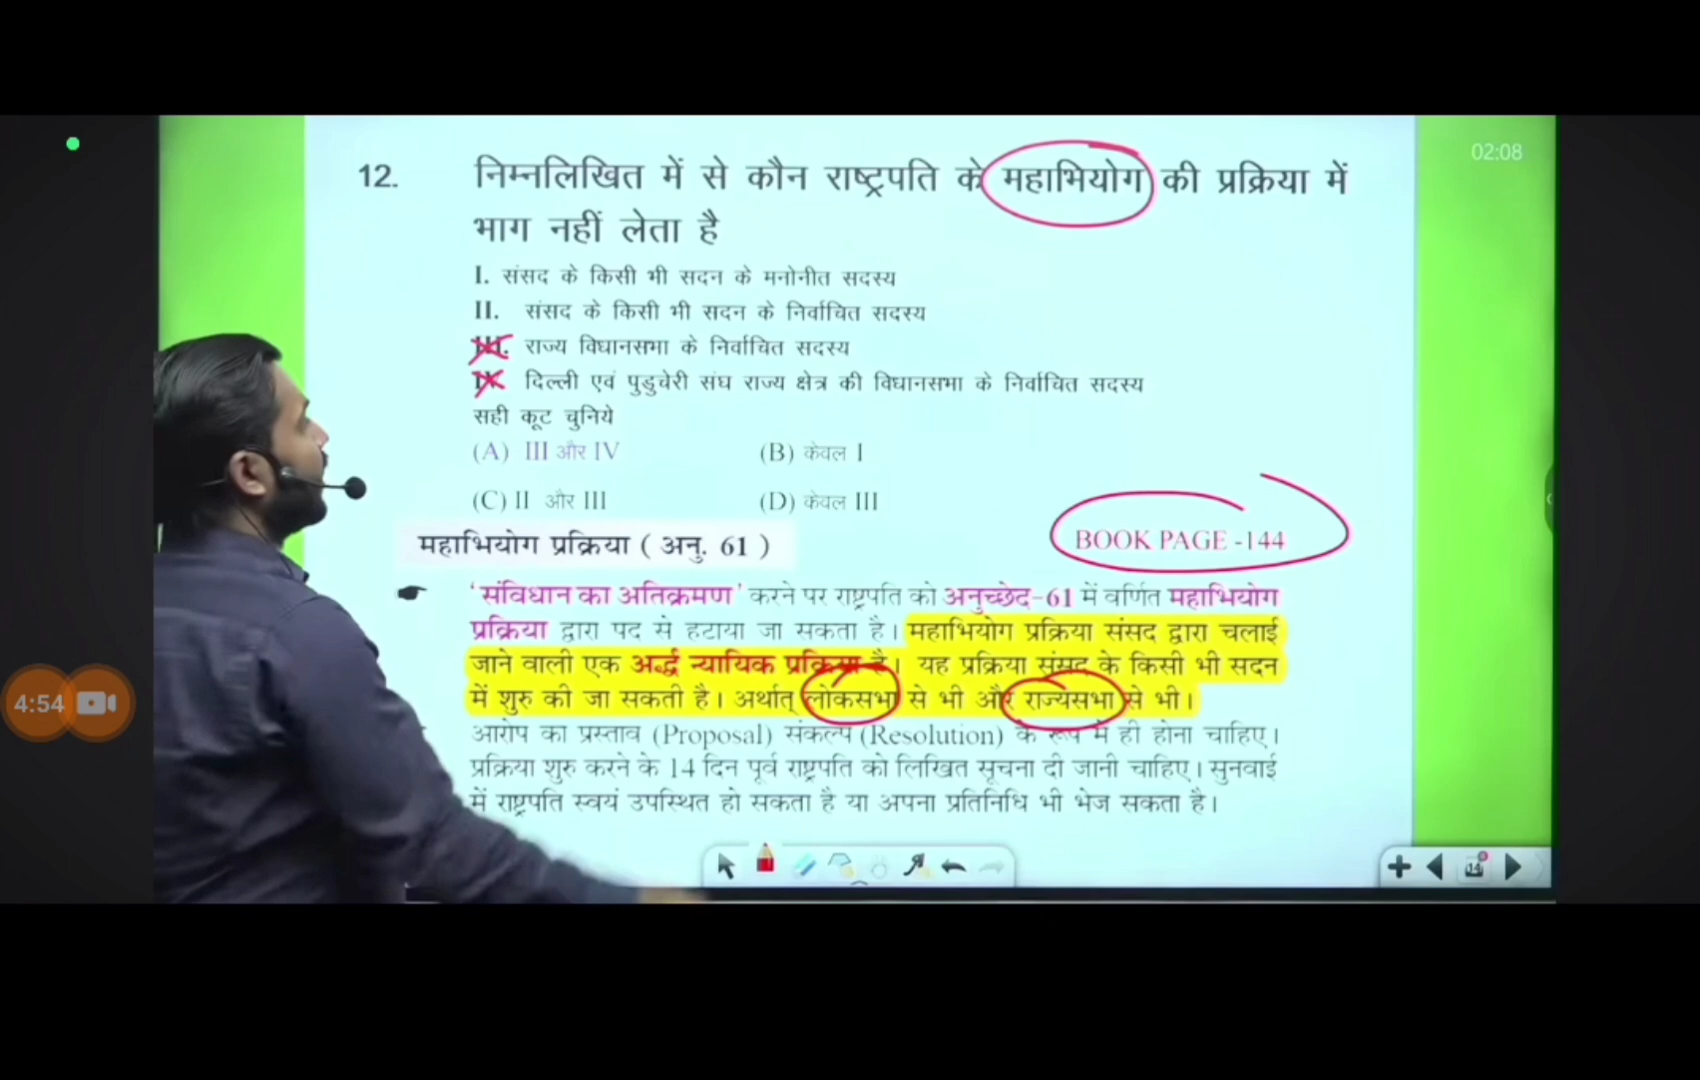 02:08
12. निम्नलिखित में से कौन राष्ट्रपति के महाभियोग की प्रक्रिया में
भाग नहीं लेता है
I. संसद के किसी भी सदन के मनोनीत सदस्य
II. संसद के किसी भी सदन के निर्वाचित सदस्य
III. राज्य विधानसभा के निर्वाचित सदस्य
IV. दिल्ली एवं पुडुचेरी संघ राज्य क्षेत्र की विधानसभा के निर्वाचित सदस्य
सही कूट चुनिये
(A) III और IV (B) केवल I
(C) II और III (D) केवल III
BOOK PAGE -144
महाभियोग प्रक्रिया ( अनु. 61 )
'संविधान का अतिक्रमण' करने पर राष्ट्रपति को अनुच्छेद-61 में वर्णित महाभियोग
प्रक्रिया द्वारा पद से हटाया जा सकता है। महाभियोग प्रक्रिया संसद द्वारा चलाई
जाने वाली एक अर्द्ध न्यायिक प्रक्रिया है। यह प्रक्रिया संसद के किसी भी सदन
में शुरु की जा सकती है। अर्थात् लोकसभा से भी और राज्यसभा से भी।
आरोप का प्रस्ताव (Proposal) संकल्प (Resolution) के रूप में ही होना चाहिए।
प्रक्रिया शुरु करने के 14 दिन पूर्व राष्ट्रपति को लिखित सूचना दी जानी चाहिए। सुनवाई
में राष्ट्रपति स्वयं उपस्थित हो सकता है या अपना प्रतिनिधि भी भेज सकता है।
4:54
14